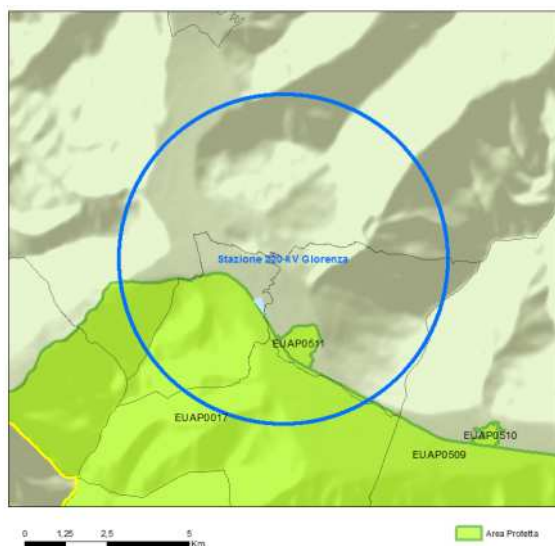 Stazione 220 kV Glorenza
EUAP0511
EUAP0017
EUAP0510
EUAP0509
0 1,25 2,5 5
Km
Area Protetta